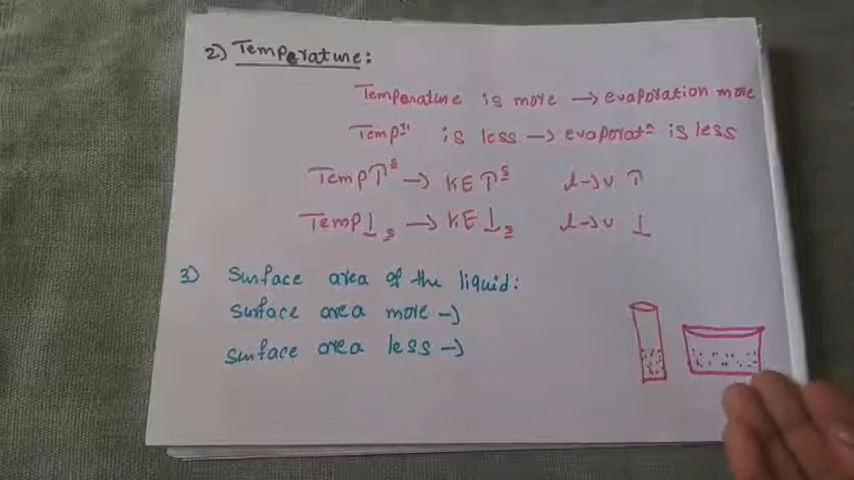 2) Temperature:
Temperature is more → evaporation more
Tempr is less → evaporatn is less
Temp↑s → KE↑s l→v ↑
Temp↓s → KE↓s l→v ↓
3) Surface area of the liquid:
Surface area more →
surface area less →